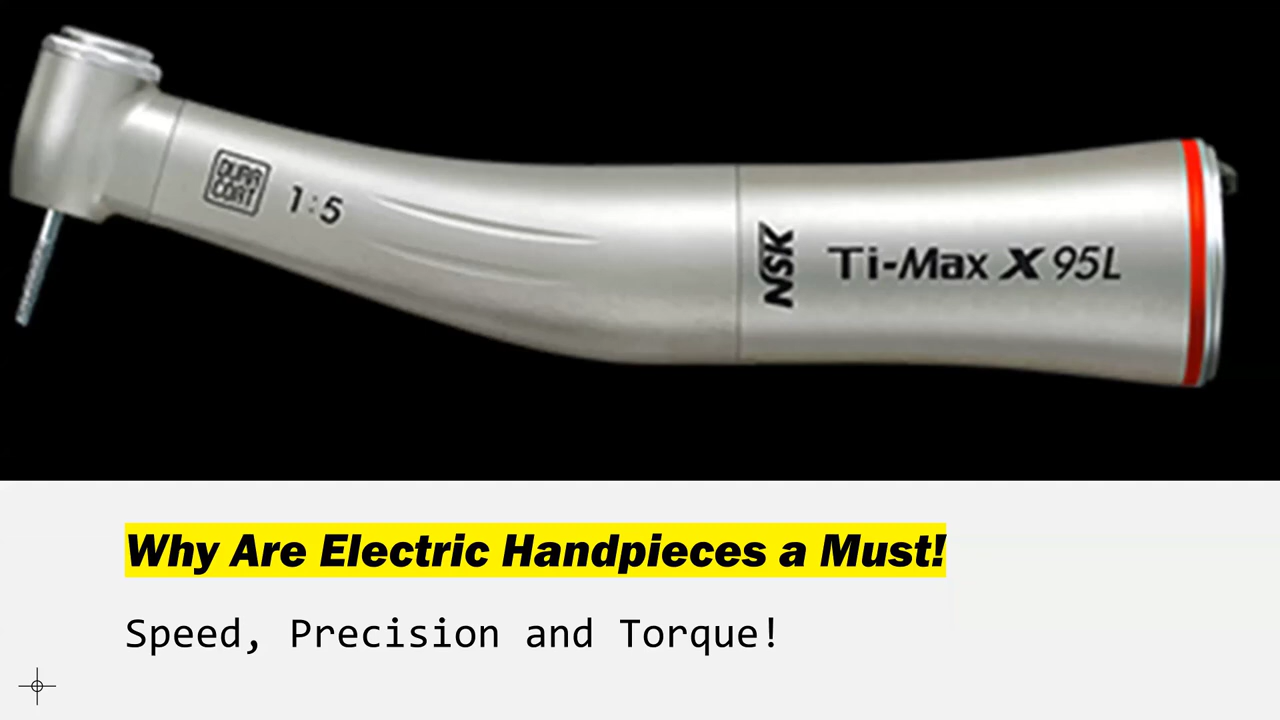 DURA
COAT
1:5
NSK
Ti-Max X 95L
Why Are Electric Handpieces a Must!
Speed, Precision and Torque!